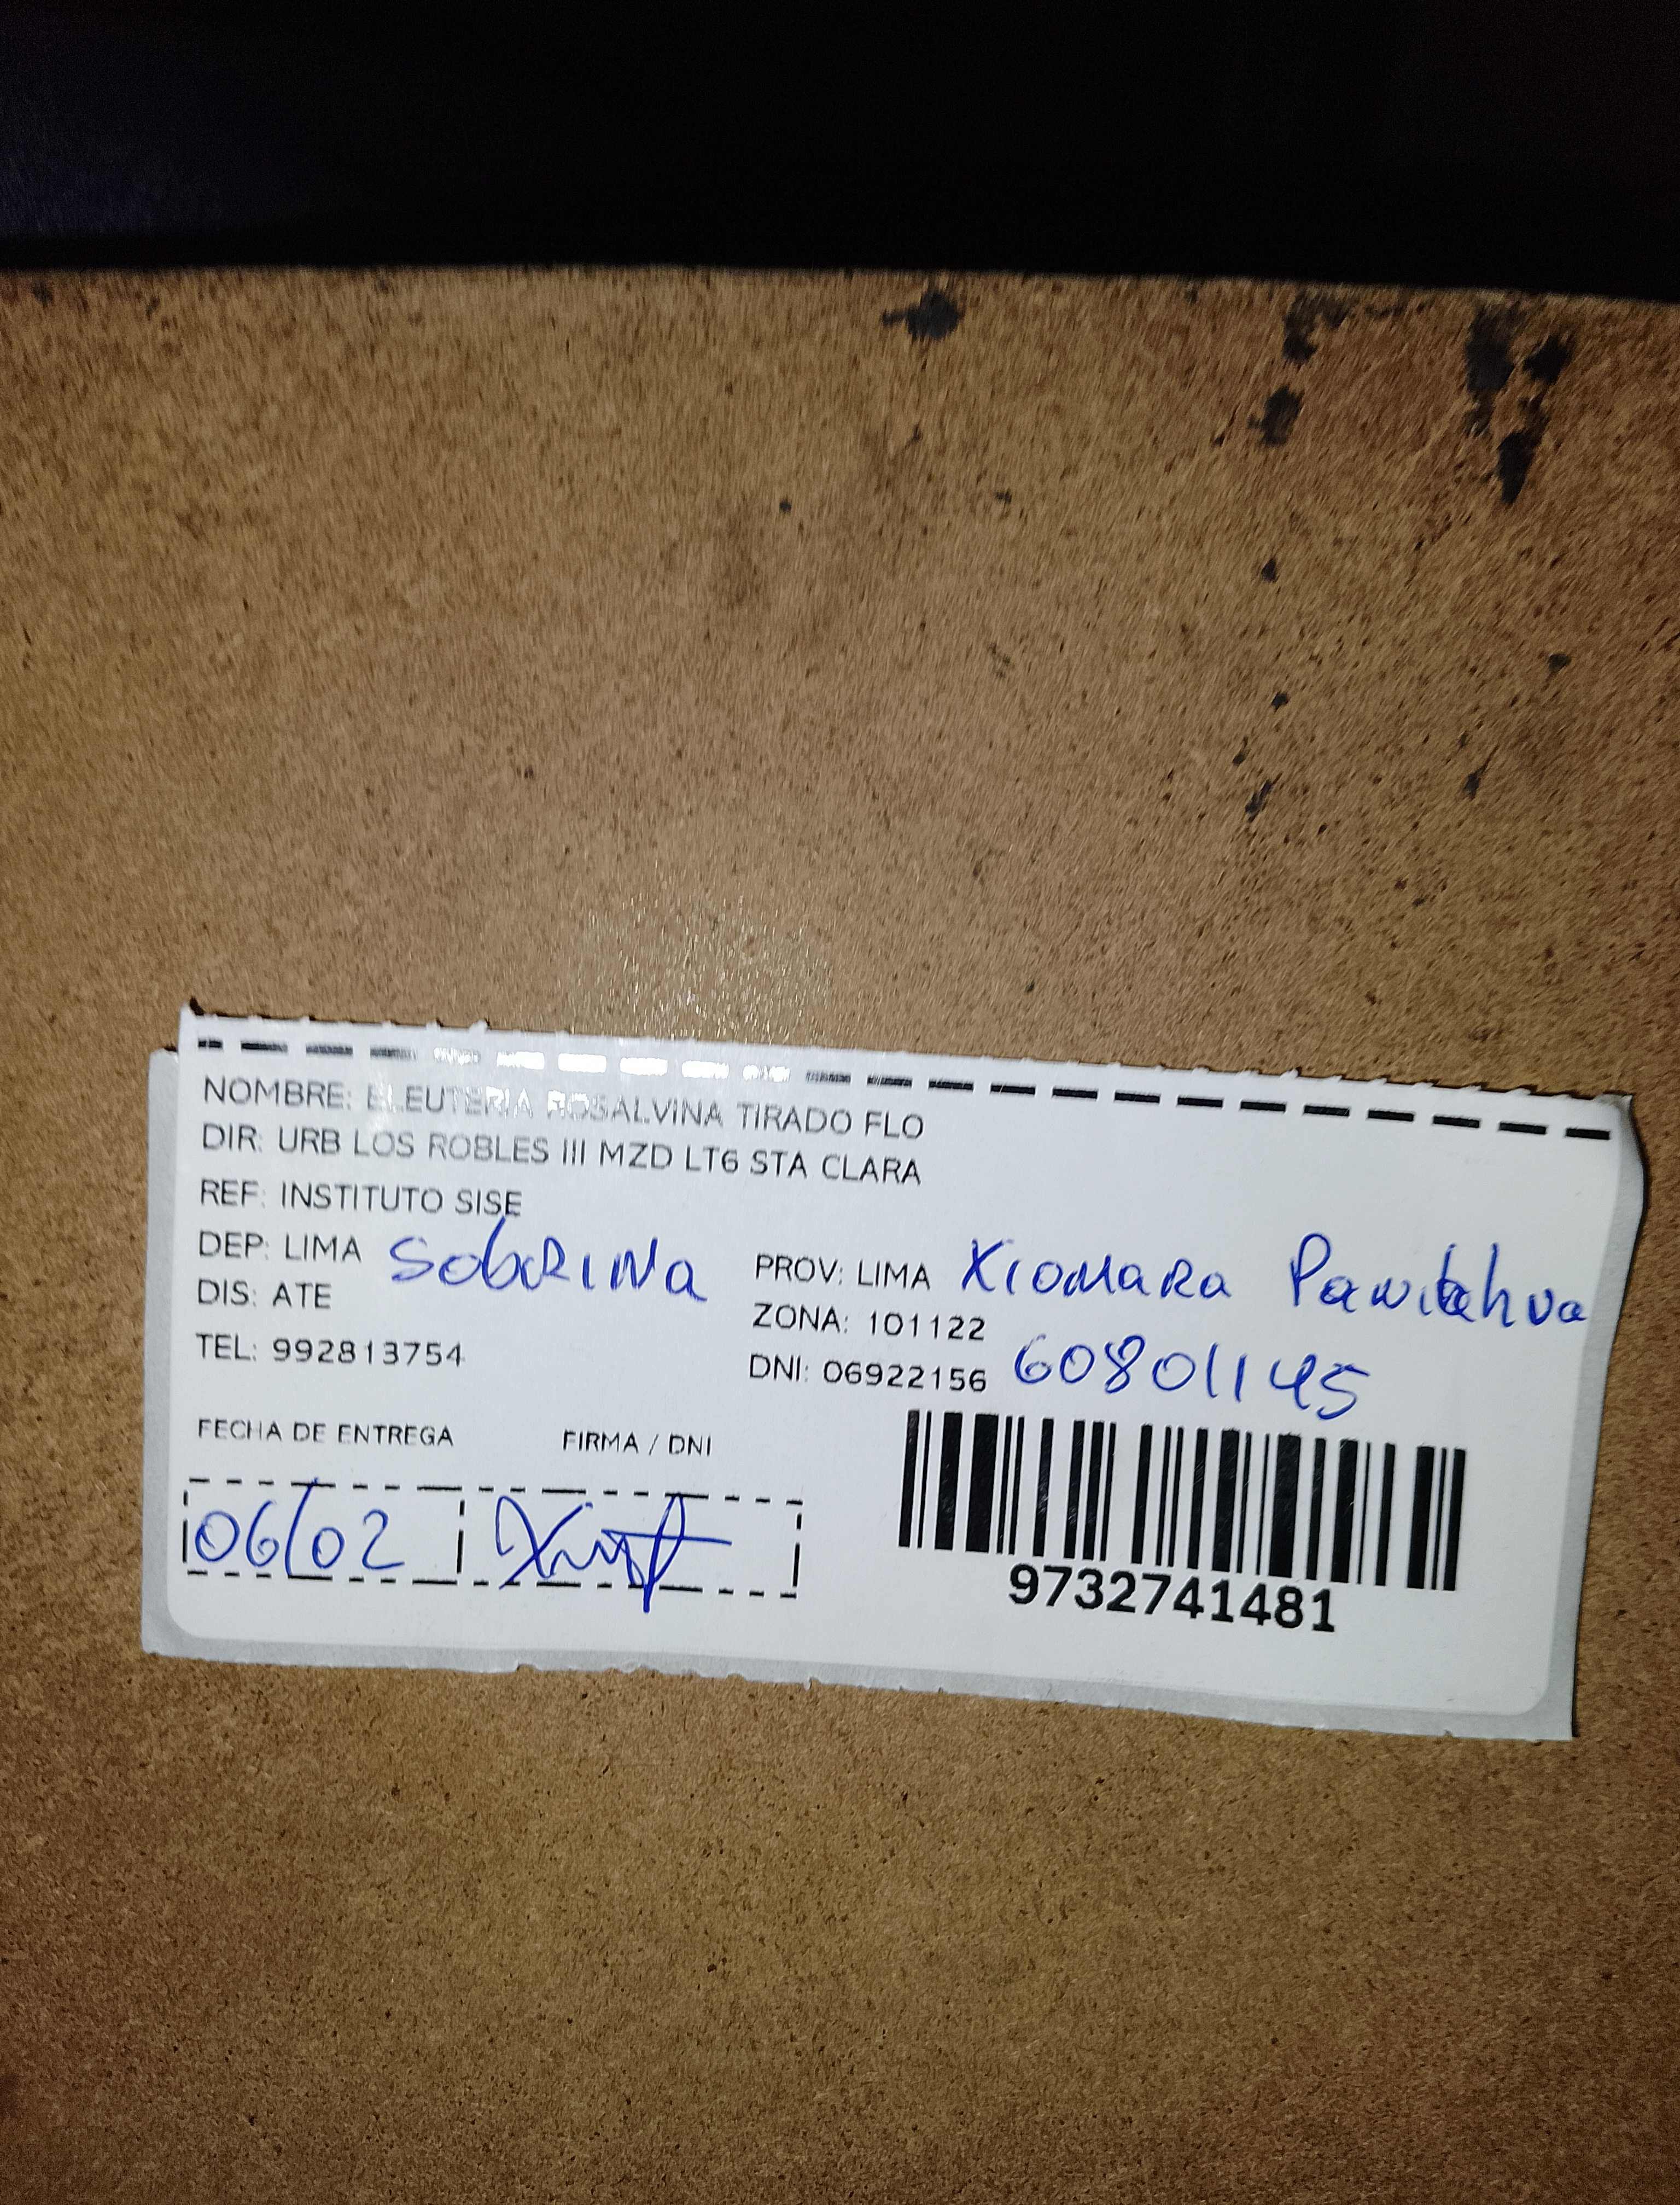 NOMBRE: ELEUTERIA ROSALVINA TIRADO FLO
DIR: URB LOS ROBLES III MZD LT6 STA CLARA
REF: INSTITUTO SISE
DEP: LIMA SobRINa PROV: LIMA XIOMARA
DIS: ATE ZONA: 101122
TEL: 992813754 DNI: 06922156 60801145
FECHA DE ENTREGA FIRMA / DNI
06/02
9732741481